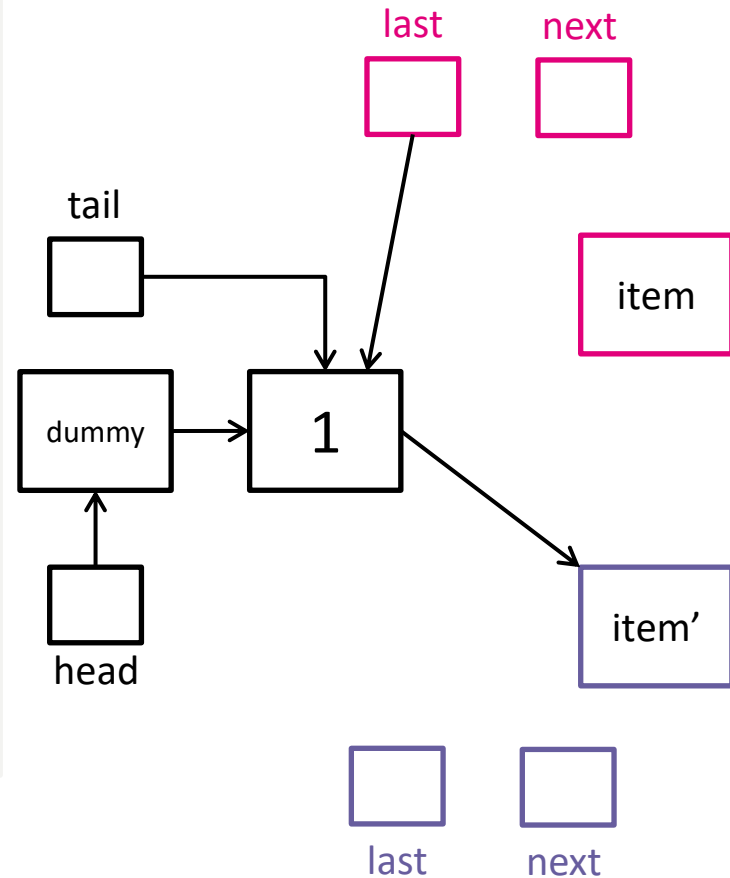 last next
tail
item
dummy 1
item’
head
last next